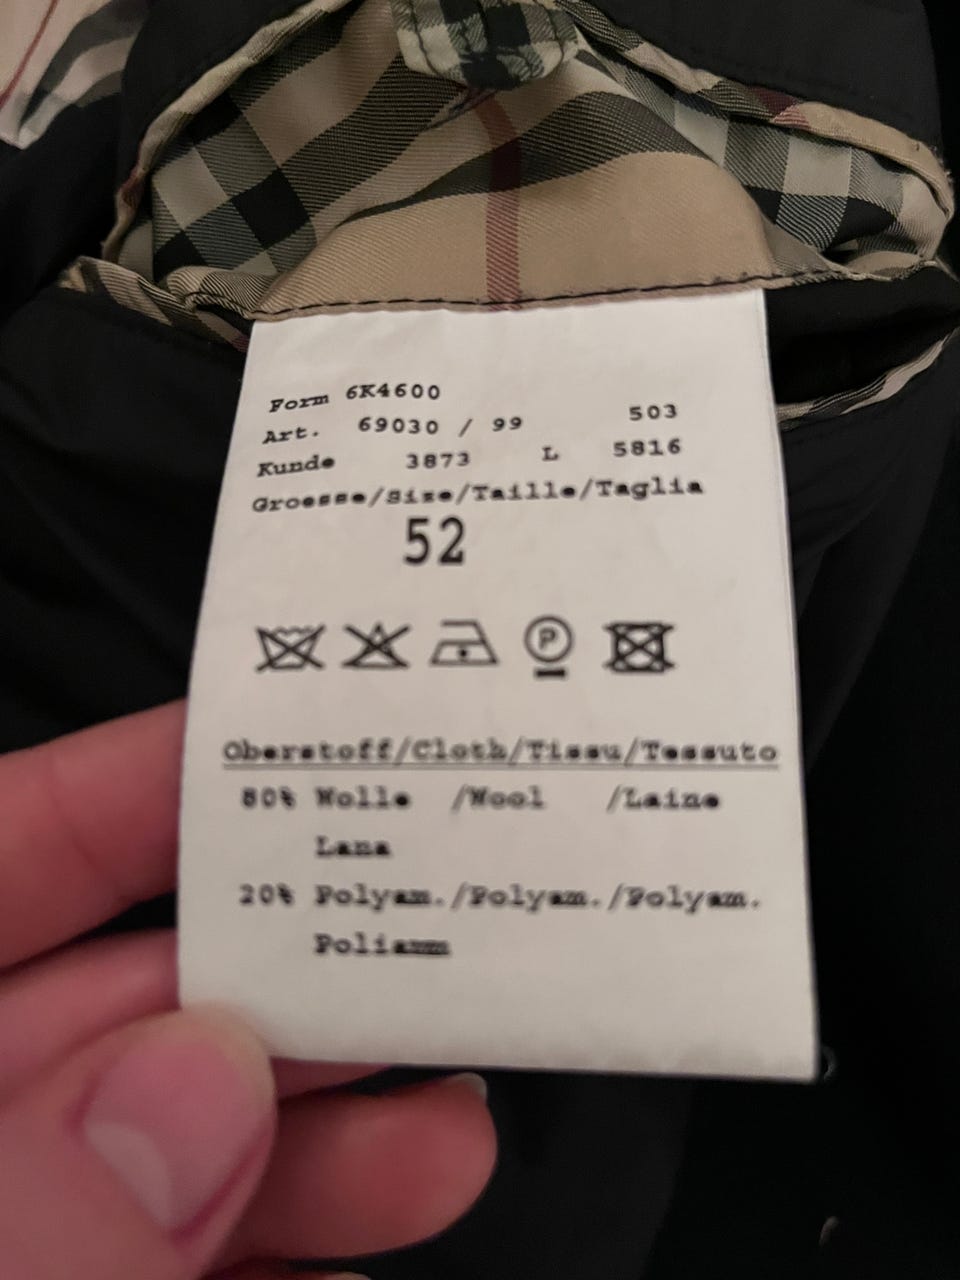 Form 6K4600
Art. 69030 / 99 503
Kunde 3873 L 5816
Groesse/Size/Taille/Taglia
52
P
Oberstoff/Cloth/Tissu/Tessuto
80% Wolle /Wool /Laine
Lana
20% Polyam./Polyam./Polyam.
Poliamm